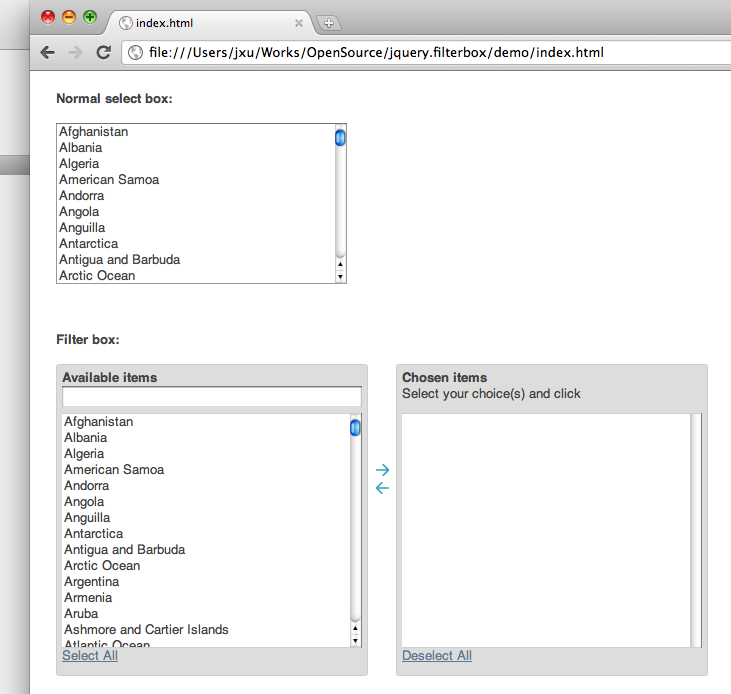 index.html
file:///Users/jxu/Works/OpenSource/jquery.filterbox/demo/index.html
Normal select box:
Afghanistan
Albania
Algeria
American Samoa
Andorra
Angola
Anguilla
Antarctica
Antigua and Barbuda
Arctic Ocean
Filter box:
Available items
Afghanistan
Albania
Algeria
American Samoa
Andorra
Angola
Anguilla
Antarctica
Antigua and Barbuda
Arctic Ocean
Argentina
Armenia
Aruba
Ashmore and Cartier Islands
Atlantic Ocean
Select All
Chosen items
Select your choice(s) and click
Deselect All